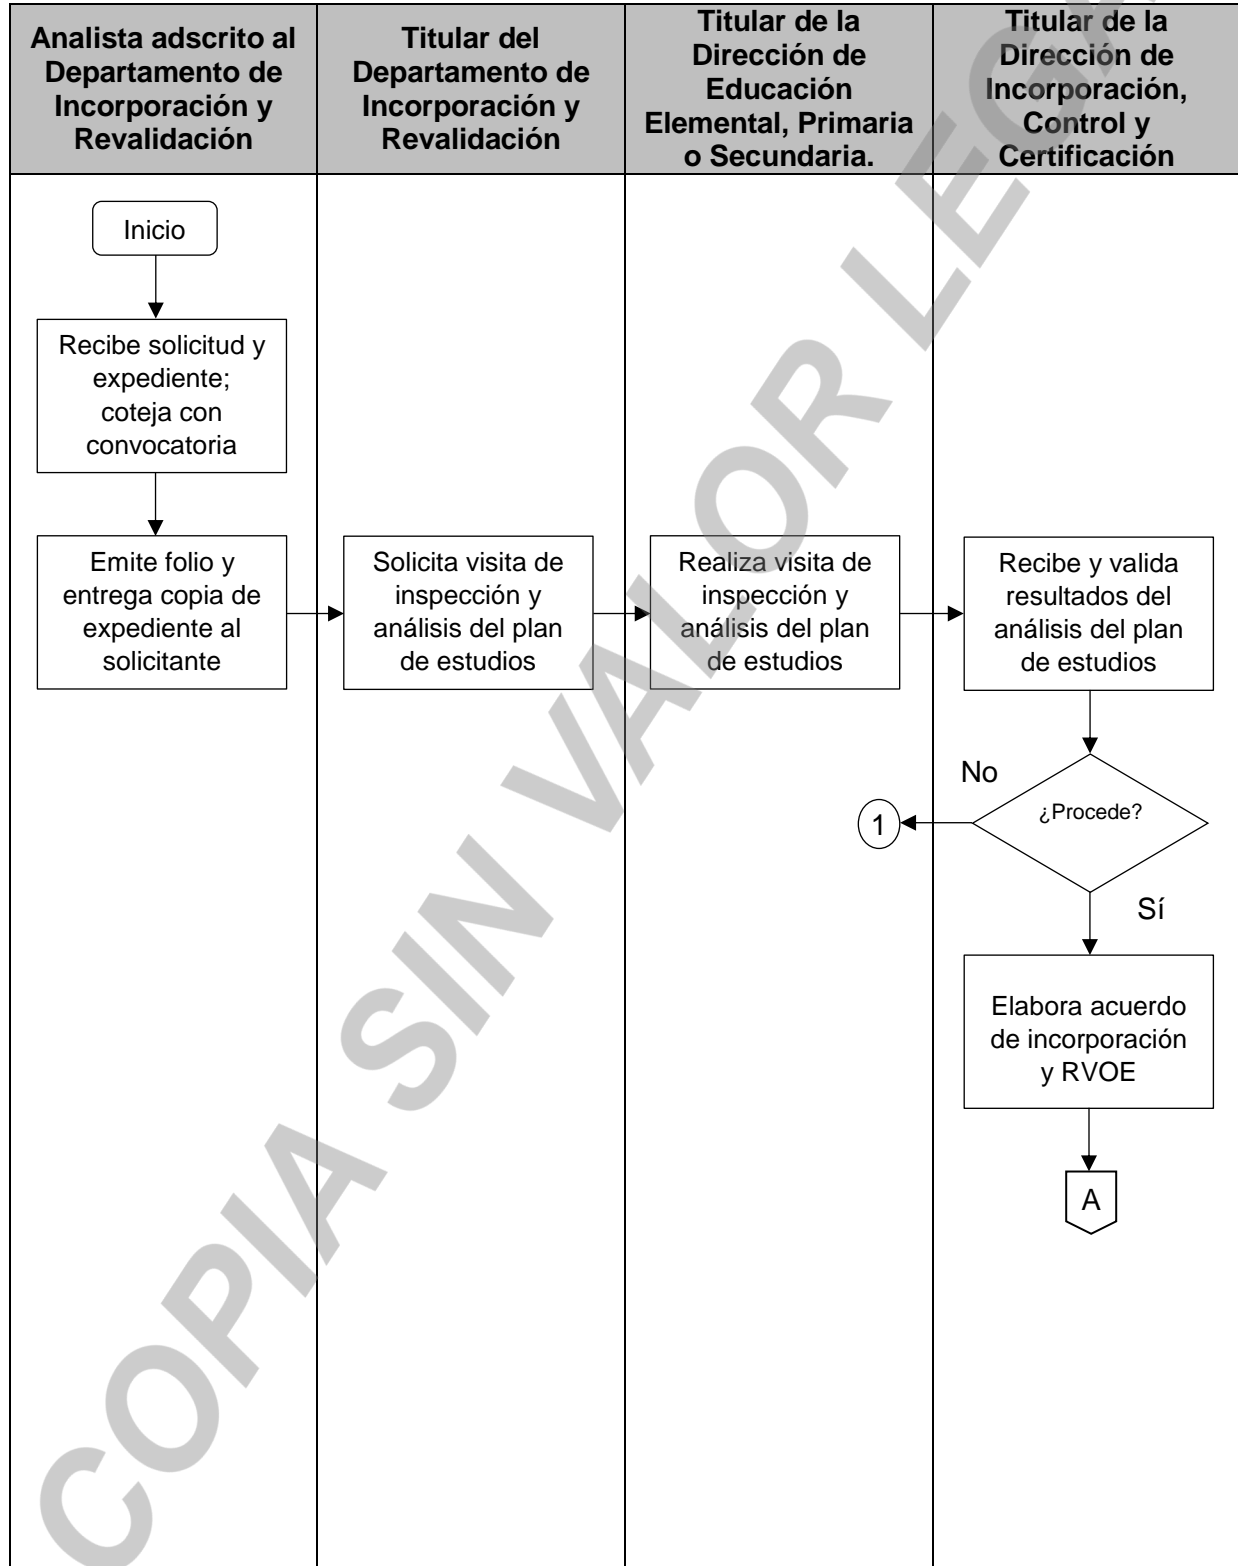 Analista adscrito al
Departamento de
Incorporación y
Revalidación
Titular del
Departamento de
Incorporación y
Revalidación
Titular de la
Dirección de
Educación
Elemental, Primaria
o Secundaria.
Titular de la
Dirección de
Incorporación,
Control y
Certificación
Inicio
Recibe solicitud y
expediente;
coteja con
convocatoria
Emite folio y
entrega copia de
expediente al
solicitante
Solicita visita de
inspección y
análisis del plan
de estudios
Realiza visita de
inspección y
análisis del plan
de estudios
Recibe y valida
resultados del
análisis del plan
de estudios
No
¿Procede?
1
Sí
Elabora acuerdo
de incorporación
y RVOE
A
COPIA SIN VALOR LEGA